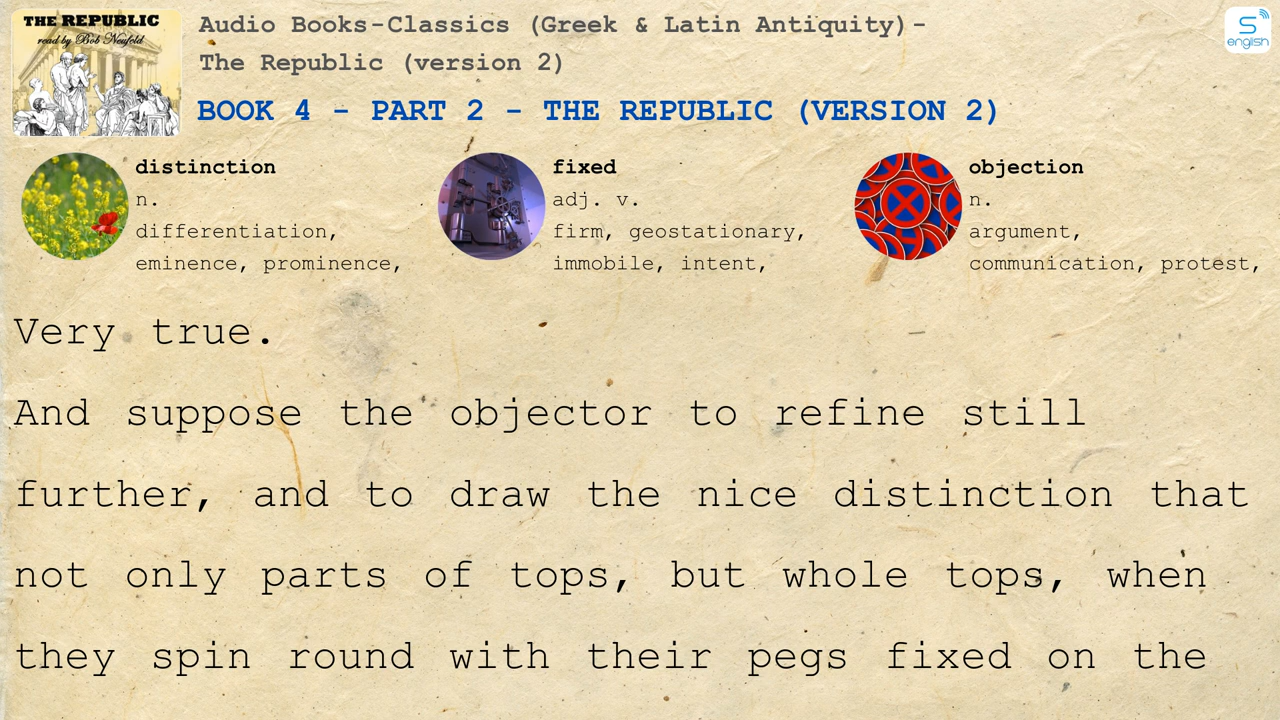 THE REPUBLIC
read by Bob Neufeld
Audio Books-Classics (Greek & Latin Antiquity)-
The Republic (version 2)
BOOK 4 - PART 2 - THE REPUBLIC (VERSION 2)
S
english
distinction
n.
differentiation,
eminence, prominence,
fixed
adj. v.
firm, geostationary,
immobile, intent,
objection
n.
argument,
communication, protest,
Very true.
And suppose the objector to refine still
further, and to draw the nice distinction that
not only parts of tops, but whole tops, when
they spin round with their pegs fixed on the